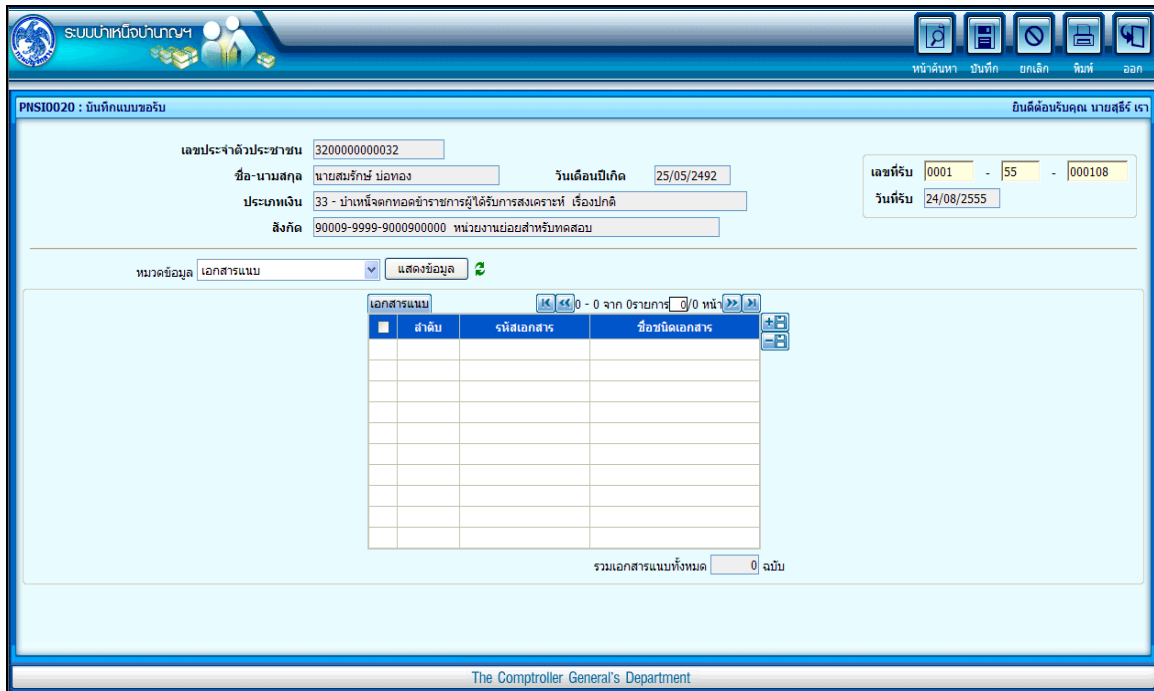 ระบบบำเหน็จบำนาญฯ
หน้าค้นหา บันทึก ยกเลิก พิมพ์ ออก
PNSI0020 : บันทึกแบบขอรับ ยินดีต้อนรับคุณ นายสุธีร์ เรา
เลขประจำตัวประชาชน 3200000000032
ชื่อ-นามสกุล นายสมรักษ์ บ่อทอง วันเดือนปีเกิด 25/05/2492 เลขที่รับ 0001 - 55 - 000108
ประเภทเงิน 33 - บำเหน็จตกทอดข้าราชการผู้ได้รับการสงเคราะห์ เรื่องปกติ วันที่รับ 24/08/2555
สังกัด 90009-9999-9000900000 หน่วยงานย่อยสำหรับทดสอบ
หมวดข้อมูล เอกสารแนบ แสดงข้อมูล
เอกสารแนบ 0 - 0 จาก 0รายการ 0/0 หน้า
ลำดับ รหัสเอกสาร ชื่อชนิดเอกสาร
รวมเอกสารแนบทั้งหมด 0 ฉบับ
The Comptroller General's Department